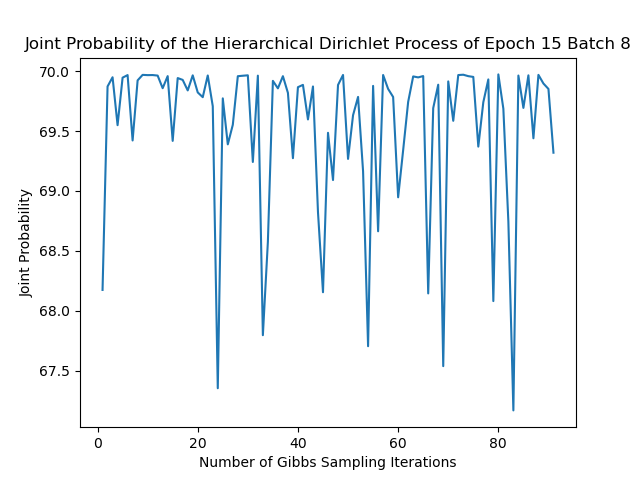 Joint Probability of the Hierarchical Dirichlet Process of Epoch 15 Batch 8
70.0
69.5
69.0
68.5
68.0
67.5
Joint Probability
0 20 40 60 80
Number of Gibbs Sampling Iterations